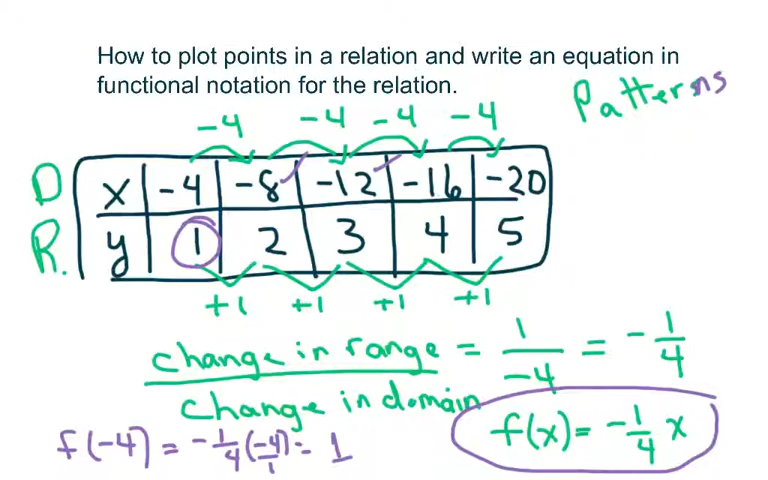 How to plot points in a relation and write an equation in
functional notation for the relation.
Patterns
-4 -4 -4 -4
D x -4 -8 -12 -16 -20
R. y 1 2 3 4 5
+1 +1 +1 +1
change in range / change in domain = 1/-4 = -1/4
f(x)= -1/4 x
f(-4) = -1/4 (-4/1) = 1